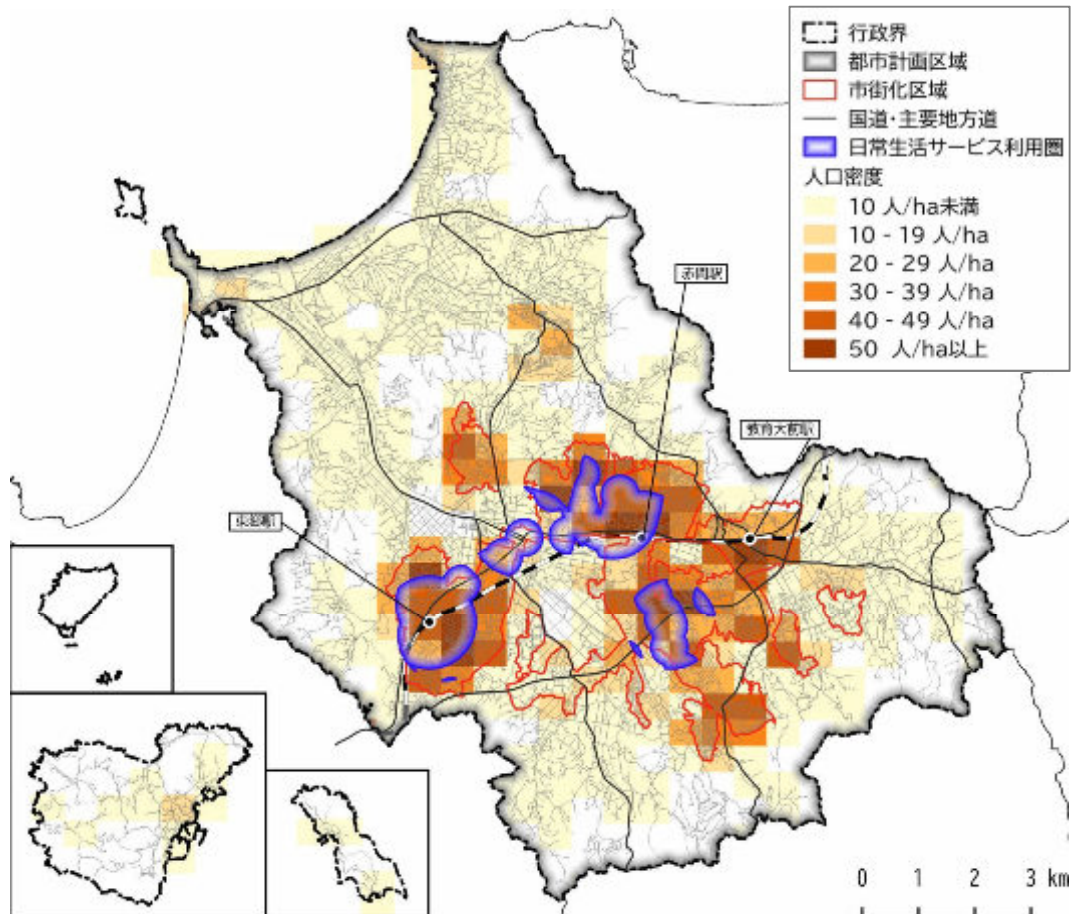 行政界
都市計画区域
市街化区域
国道・主要地方道
日常生活サービス利用圏
人口密度
10 人/ha未満
10 - 19 人/ha
20 - 29 人/ha
30 - 39 人/ha
40 - 49 人/ha
50 人/ha以上
赤間駅
教育大前駅
0 1 2 3 km